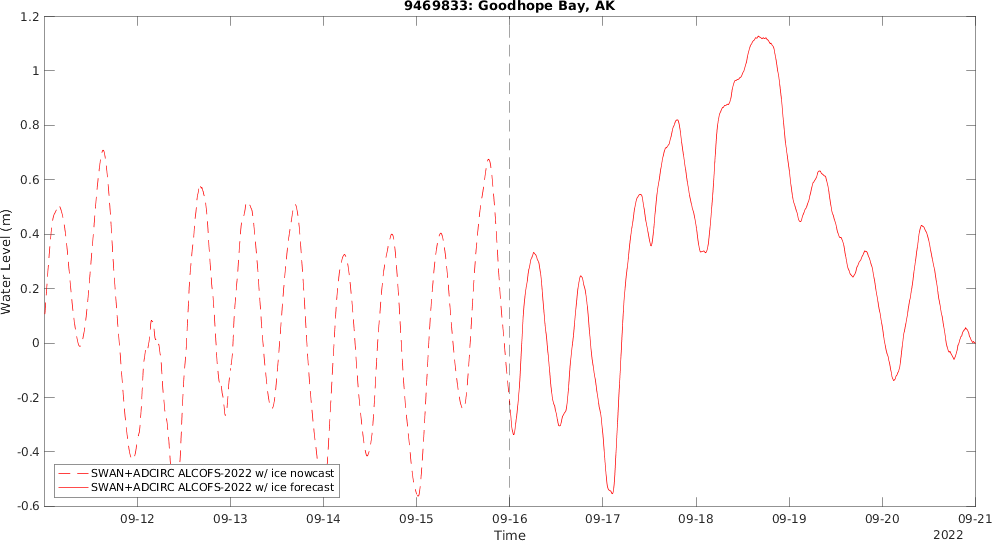 9469833: Goodhope Bay, AK
1.2
1
0.8
0.6
0.4
0.2
0
-0.2
-0.4
-0.6
Water Level (m)
SWAN+ADCIRC ALCOFS-2022 w/ ice nowcast
SWAN+ADCIRC ALCOFS-2022 w/ ice forecast
09-12 09-13 09-14 09-15 09-16 09-17 09-18 09-19 09-20 09-21
Time
2022